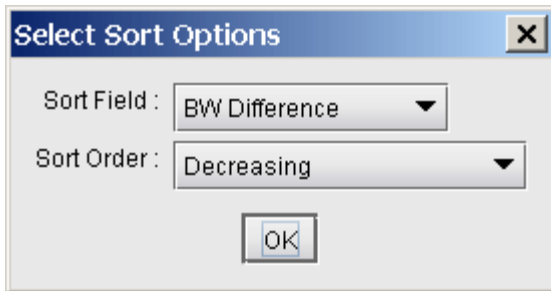 Select Sort Options
Sort Field : BW Difference
Sort Order : Decreasing
OK